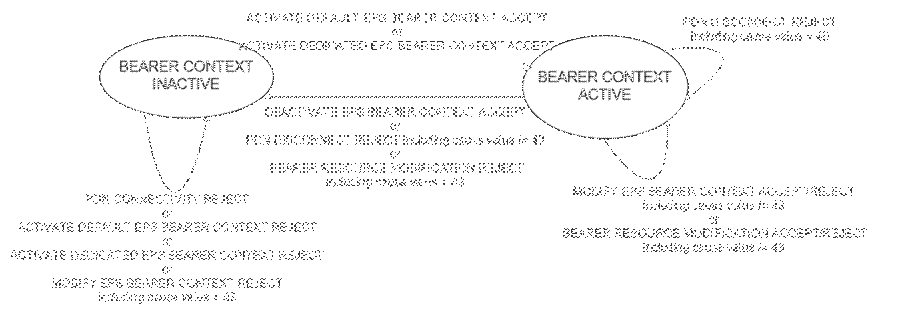 ACTIVATE DEFAULT EPS BEARER CONTEXT ACCEPT
or
ACTIVATE DEDICATED EPS BEARER CONTEXT ACCEPT
REJECT
including cause value = 49
BEARER CONTEXT
INACTIVE
BEARER CONTEXT
ACTIVE
DEACTIVATE EPS BEARER CONTEXT ACCEPT
or
PDN DISCONNECT REJECT including cause value != 49
or
BEARER RESOURCE MODIFICATION REJECT
including cause value = 43
PDN CONNECTIVITY REJECT
or
ACTIVATE DEFAULT EPS BEARER CONTEXT REJECT
or
ACTIVATE DEDICATED EPS BEARER CONTEXT REJECT
or
MODIFY EPS BEARER CONTEXT REJECT
including cause value = 43
MODIFY EPS BEARER CONTEXT ACCEPT/REJECT
including cause value != 43
or
BEARER RESOURCE MODIFICATION ACCEPT/REJECT
including cause value != 43